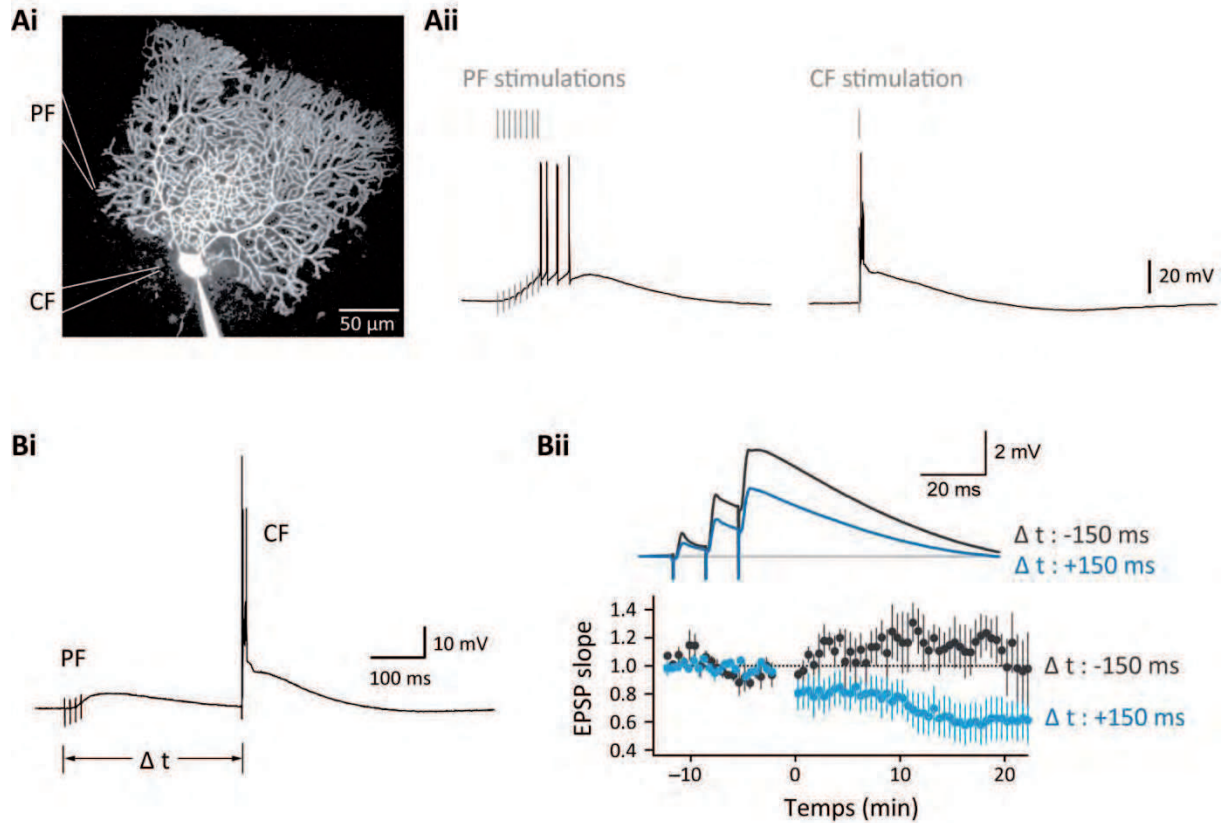 Ai
PF
CF
50 µm
Aii
PF stimulations
CF stimulation
20 mV
Bi
PF
CF
10 mV
100 ms
Δ t
Bii
2 mV
20 ms
Δ t : -150 ms
Δ t : +150 ms
EPSP slope
1.4
1.2
1.0
0.8
0.6
0.4
Δ t : -150 ms
Δ t : +150 ms
−10
0
10
20
Temps (min)